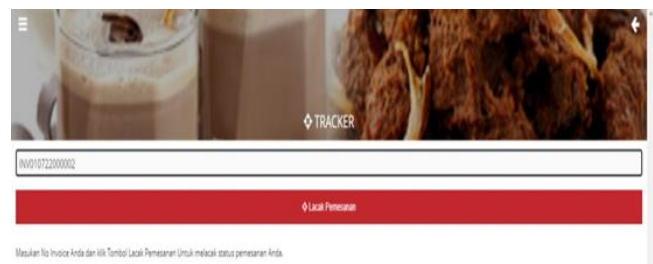 TRACKER
INV010722000002
Lacak Pemesanan
Masukan No Invoice Anda dan klik Tombol Lacak Pemesanan Untuk melacak status pemesanan Anda.